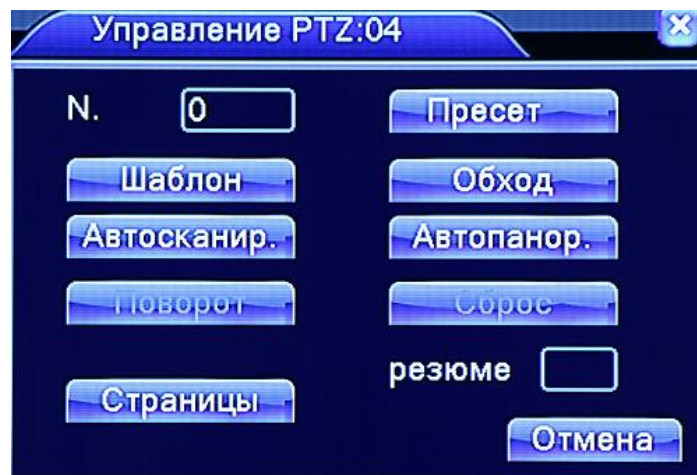 Управление PTZ:04
N. 0 Пресет
Шаблон Обход
Автосканир. Автопанор.
Поворот Сброс
резюме
Страницы
Отмена